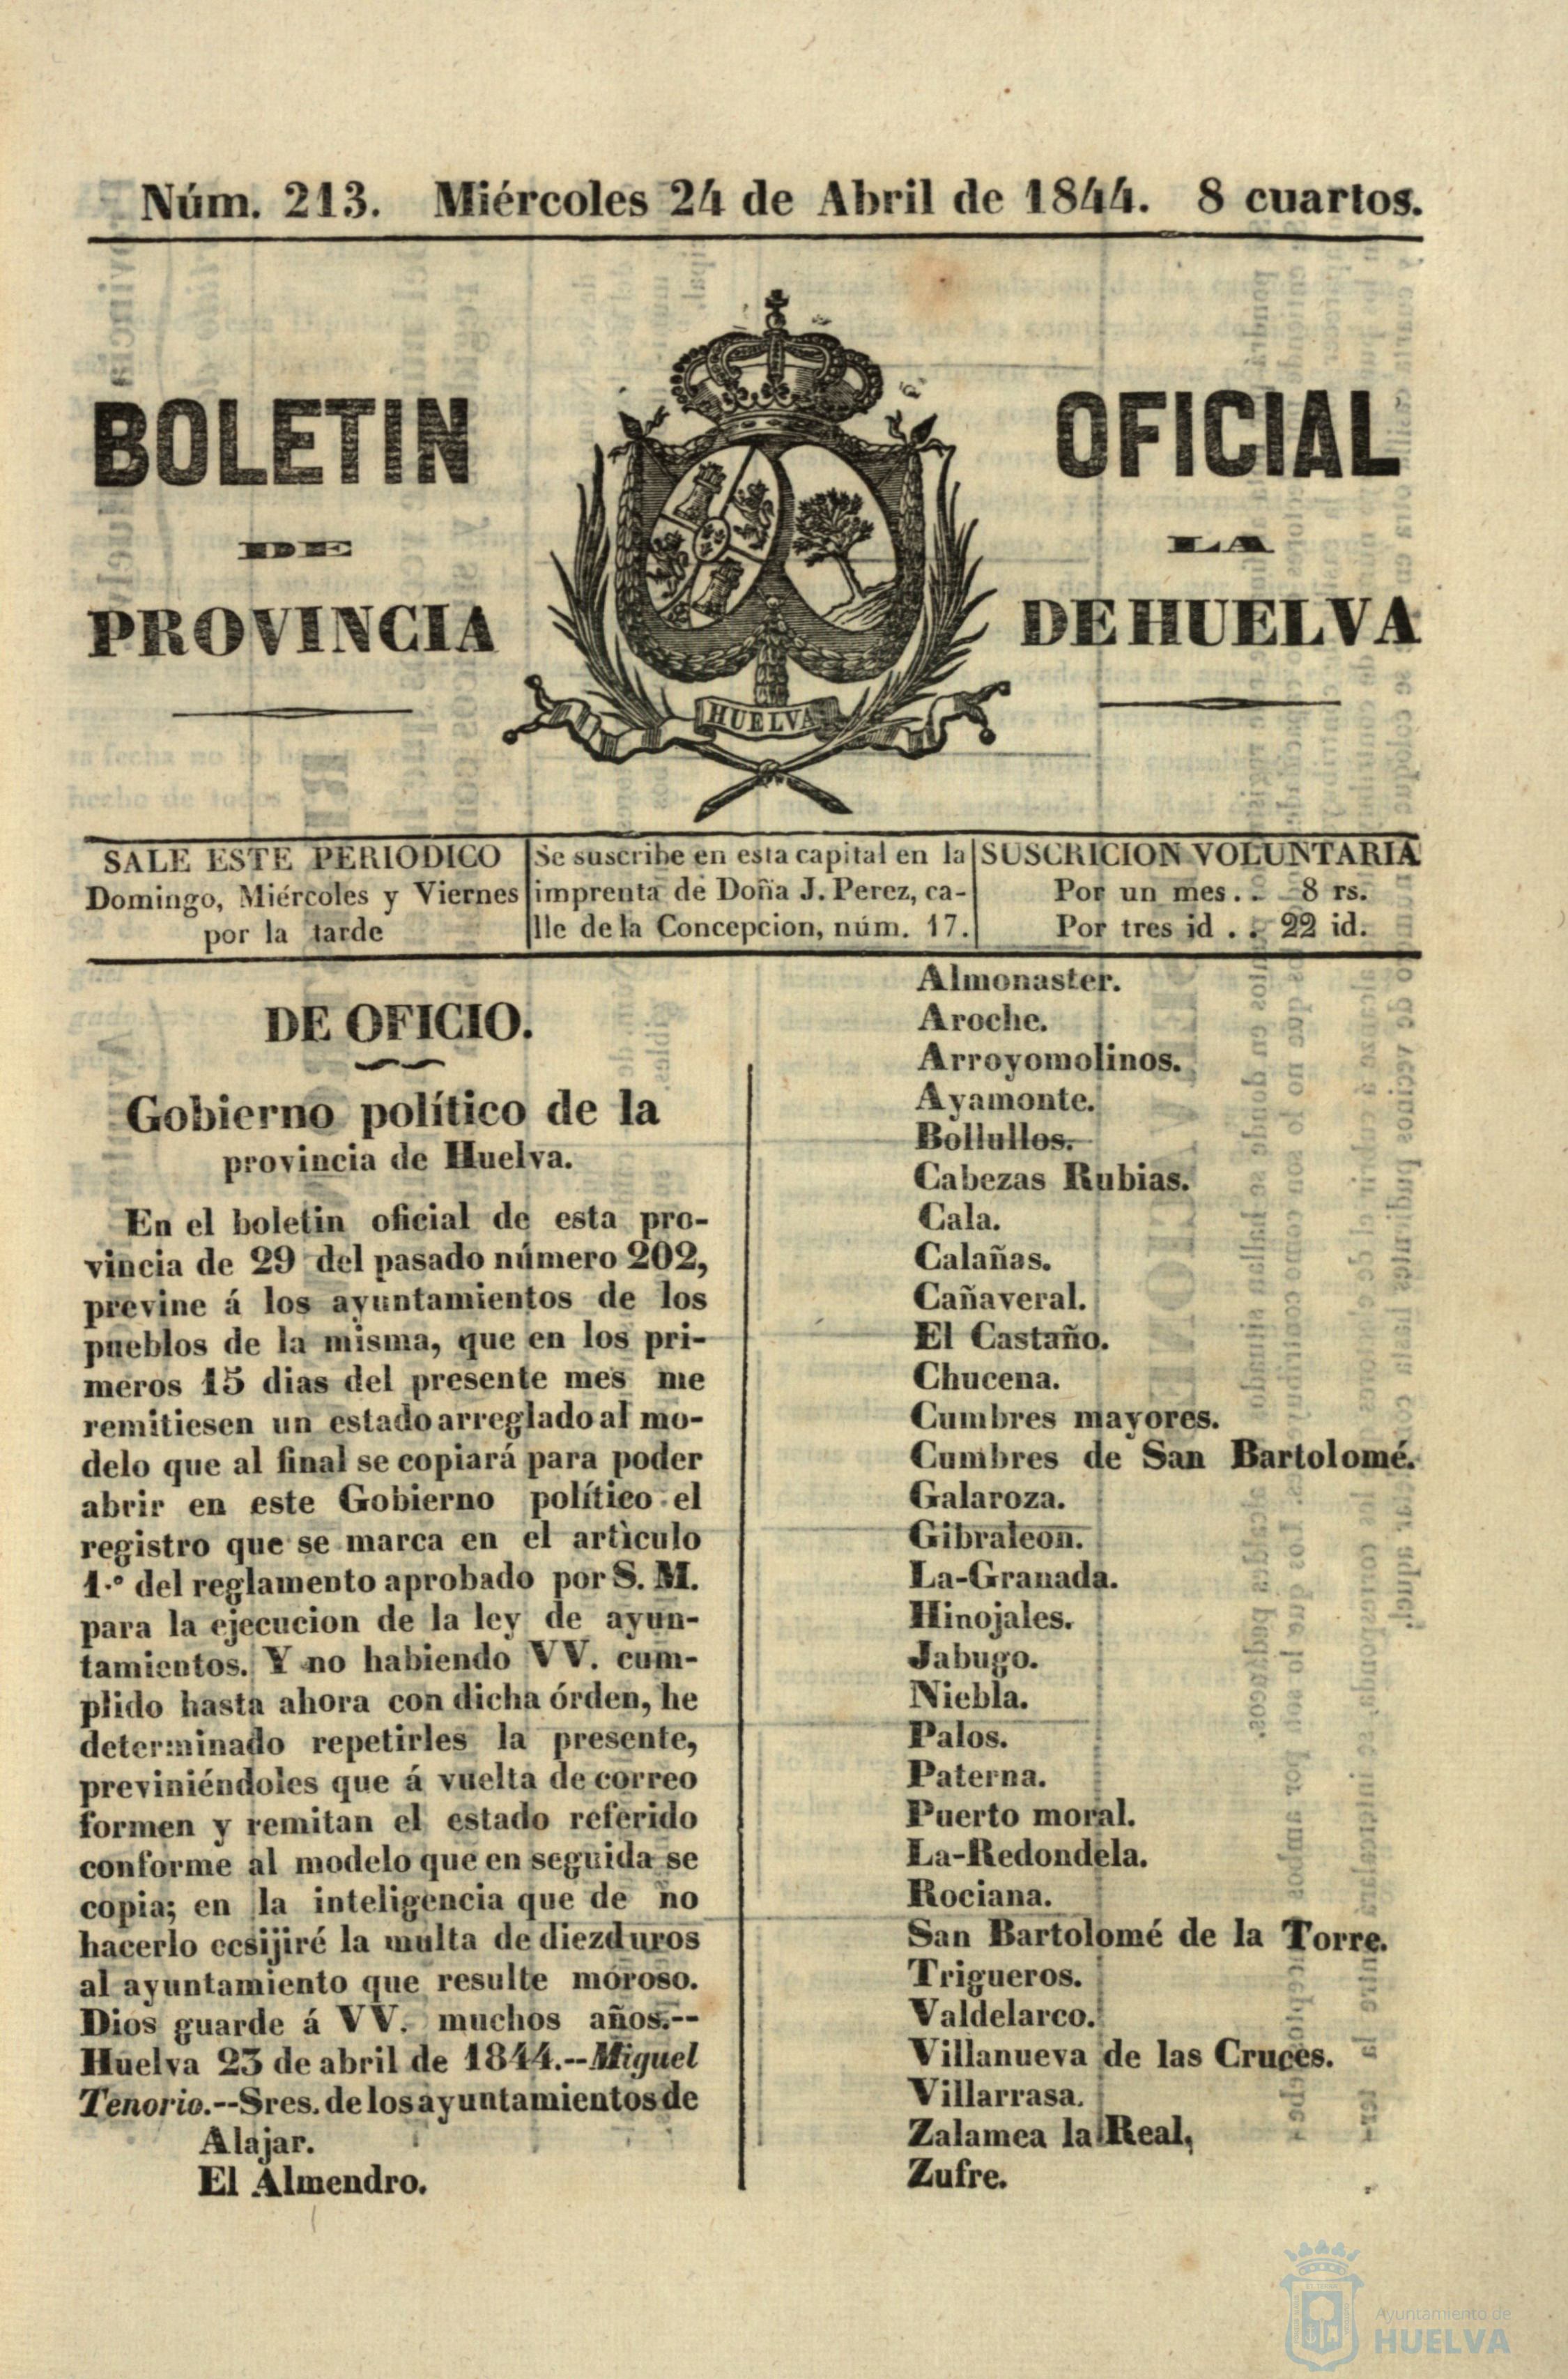 Núm. 213. Miércoles 24 de Abril de 1844. 8 cuartos.
BOLETIN OFICIAL
DE LA
PROVINCIA DE HUELVA
HUELVA
SALE ESTE PERIODICO
Domingo, Miércoles y Viernes
por la tarde
Se suscribe en esta capital en la
imprenta de Doña J. Perez, ca-
lle de la Concepcion, núm. 17.
SUSCRICION VOLUNTARIA
Por un mes. . 8 rs.
Por tres id . . 22 id.
DE OFICIO.
Gobierno político de la
provincia de Huelva.
En el boletin oficial de esta pro-
vincia de 29 del pasado número 202,
previne á los ayuntamientos de los
pueblos de la misma, que en los pri-
meros 15 dias del presente mes me
remitiesen un estado arreglado al mo-
delo que al final se copiará para poder
abrir en este Gobierno político el
registro que se marca en el artìculo
1.º del reglamento aprobado por S. M.
para la ejecucion de la ley de ayun-
tamientos. Y no habiendo VV. cum-
plido hasta ahora con dicha órden, he
determinado repetirles la presente,
previniéndoles que á vuelta de correo
formen y remitan el estado referido
conforme al modelo que en seguida se
copia; en la inteligencia que de no
hacerlo ecsijiré la multa de diez duros
al ayuntamiento que resulte moroso.
Dios guarde á VV. muchos años.--
Huelva 23 de abril de 1844.--Miguel
Tenorio.--Sres. de los ayuntamientos de
Alajar.
El Almendro.
Almonaster.
Aroche.
Arroyomolinos.
Ayamonte.
Bollullos.
Cabezas Rubias.
Cala.
Calañas.
Cañaveral.
El Castaño.
Chucena.
Cumbres mayores.
Cumbres de San Bartolomé.
Galaroza.
Gibraleon.
La-Granada.
Hinojales.
Jabugo.
Niebla.
Palos.
Paterna.
Puerto moral.
La-Redondela.
Rociana.
San Bartolomé de la Torre.
Trigueros.
Valdelarco.
Villanueva de las Cruces.
Villarrasa.
Zalamea la Real,
Zufre.
Ayuntamiento de
HUELVA